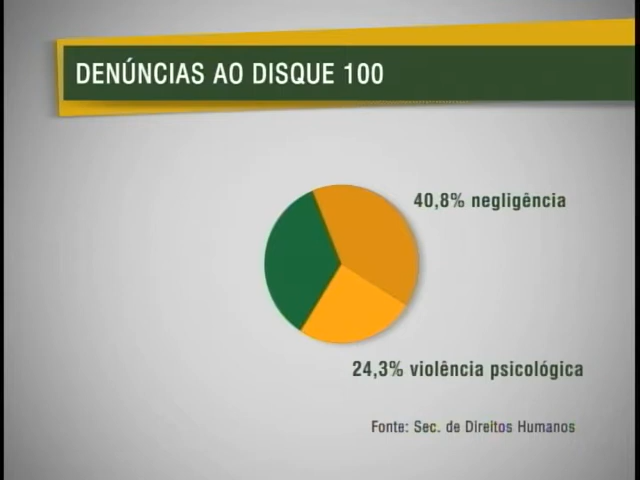 DENÚNCIAS AO DISQUE 100
40,8% negligência
24,3% violência psicológica
Fonte: Sec. de Direitos Humanos